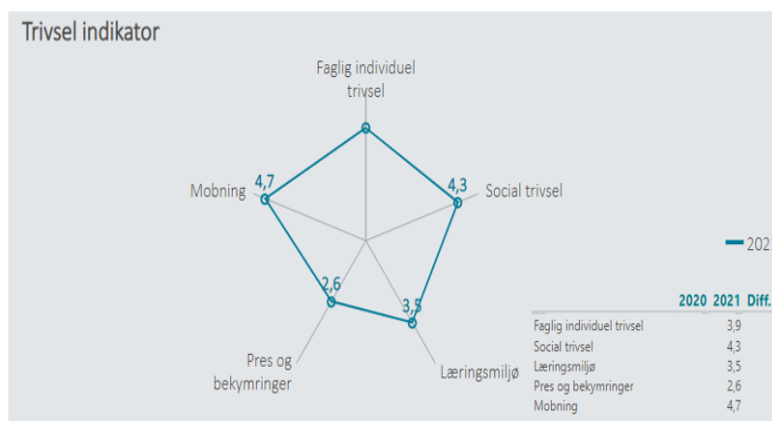 Trivsel indikator
Faglig individuel
trivsel
4,7
Mobning
4,3
Social trivsel
2,6
3,5
Pres og
bekymringer
Læringsmiljø
2020 2021 Diff.
Faglig individuel trivsel 3,9
Social trivsel 4,3
Læringsmiljø 3,5
Pres og bekymringer 2,6
Mobning 4,7